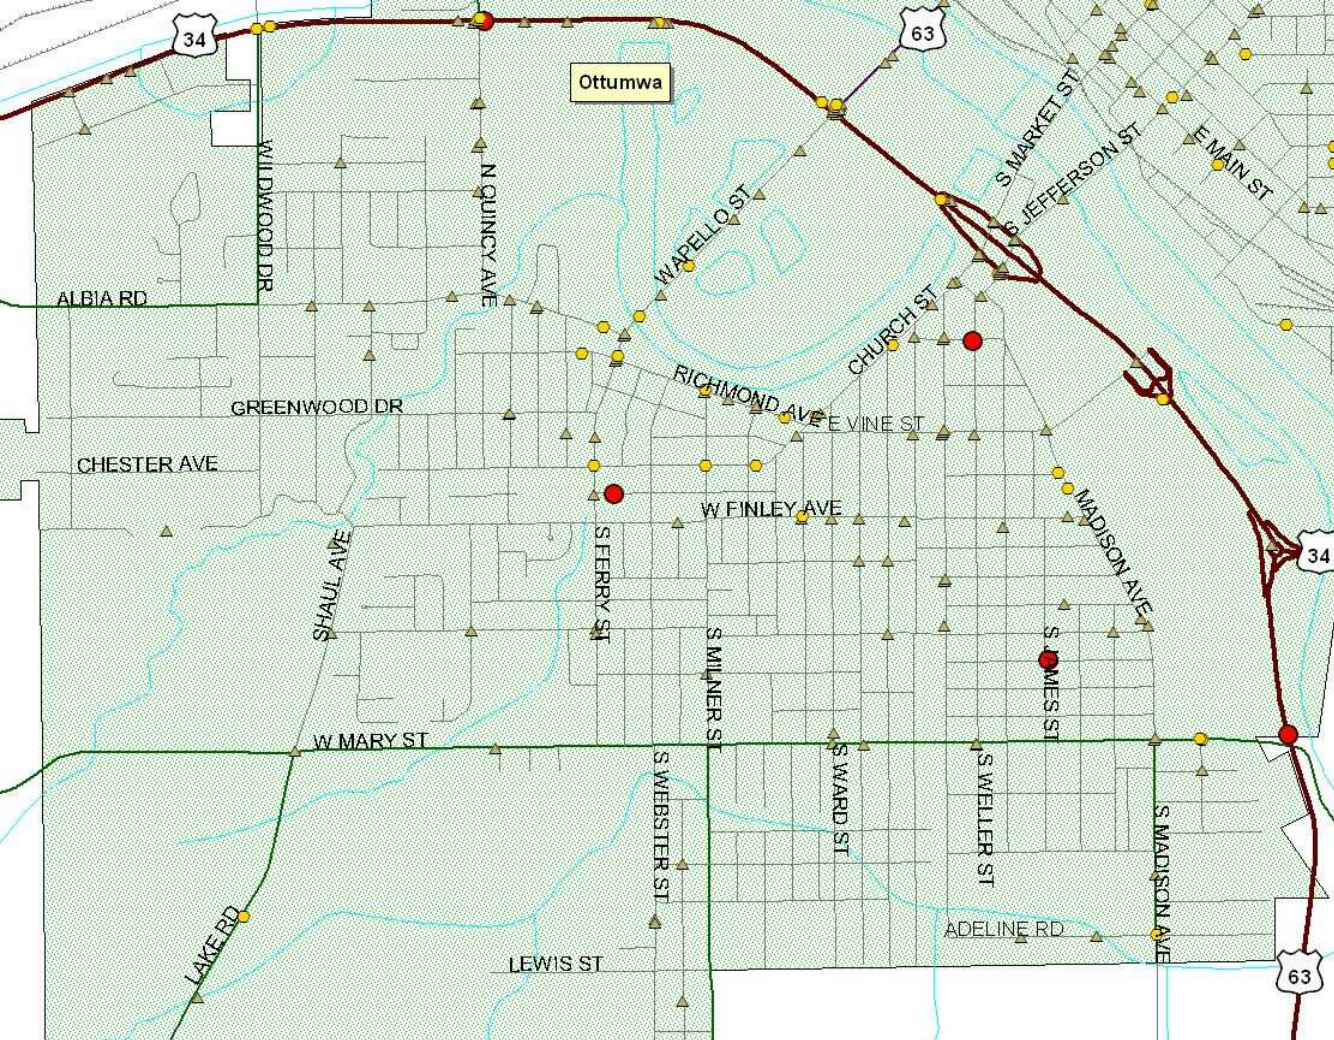 34
63
Ottumwa
S MARKET ST
S JEFFERSON ST
E MAIN ST
WILDWOOD DR
N QUINCY AVE
W APELLO ST
ALBIA RD
CHURCH ST
RICHMOND AVE
GREENWOOD DR
E VINE ST
CHESTER AVE
W FINLEY AVE
MADISON AVE
SHAUL AVE
S FERRY ST
34
S MILNER ST
S JAMES ST
W MARY ST
S WEBSTER ST
S WARD ST
S WELLER ST
S MADISON AVE
LAKE RD
ADELINE RD
LEWIS ST
63